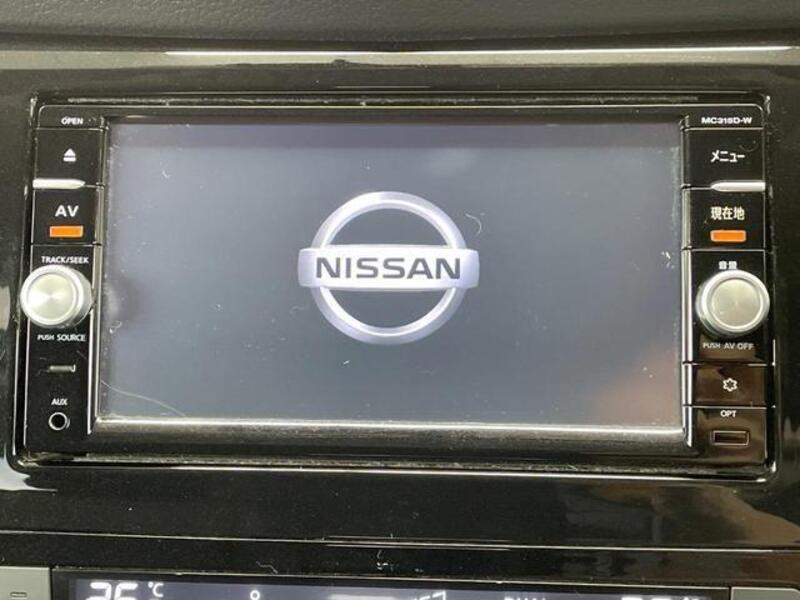 OPEN
MC315D-W
メニュー
AV
現在地
TRACK/SEEK
音量
NISSAN
PUSH SOURCE
PUSH AV OFF
AUX
OPT
℃